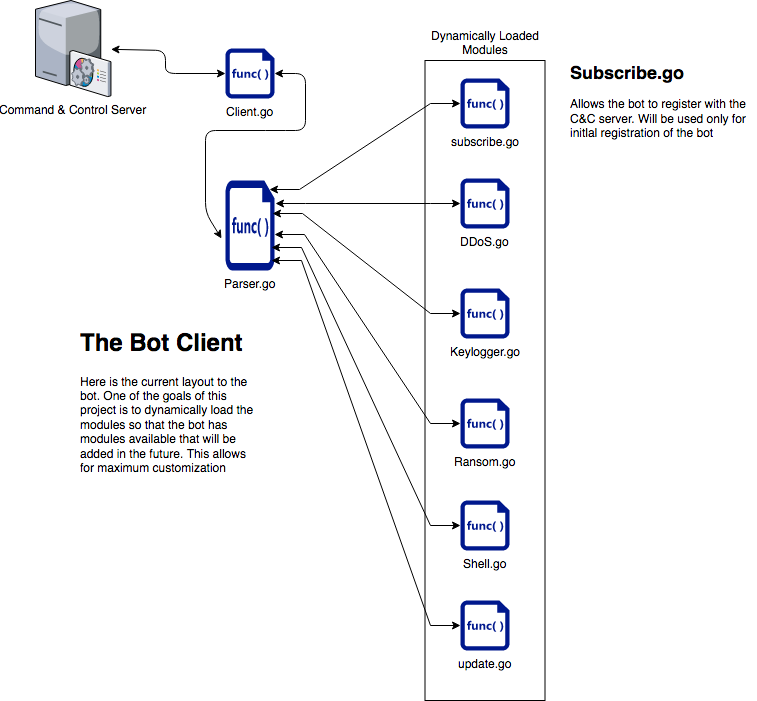 Dynamically Loaded
Modules
Subscribe.go
Allows the bot to register with the
C&C server. Will be used only for
initial registration of the bot
func( )
Client.go
Command & Control Server
func( )
subscribe.go
func( )
DDoS.go
func( )
Parser.go
func( )
Keylogger.go
The Bot Client
Here is the current layout to the
bot. One of the goals of this
project is to dynamically load the
modules so that the bot has
modules available that will be
added in the future. This allows
for maximum customization
func( )
Ransom.go
func( )
Shell.go
func( )
update.go